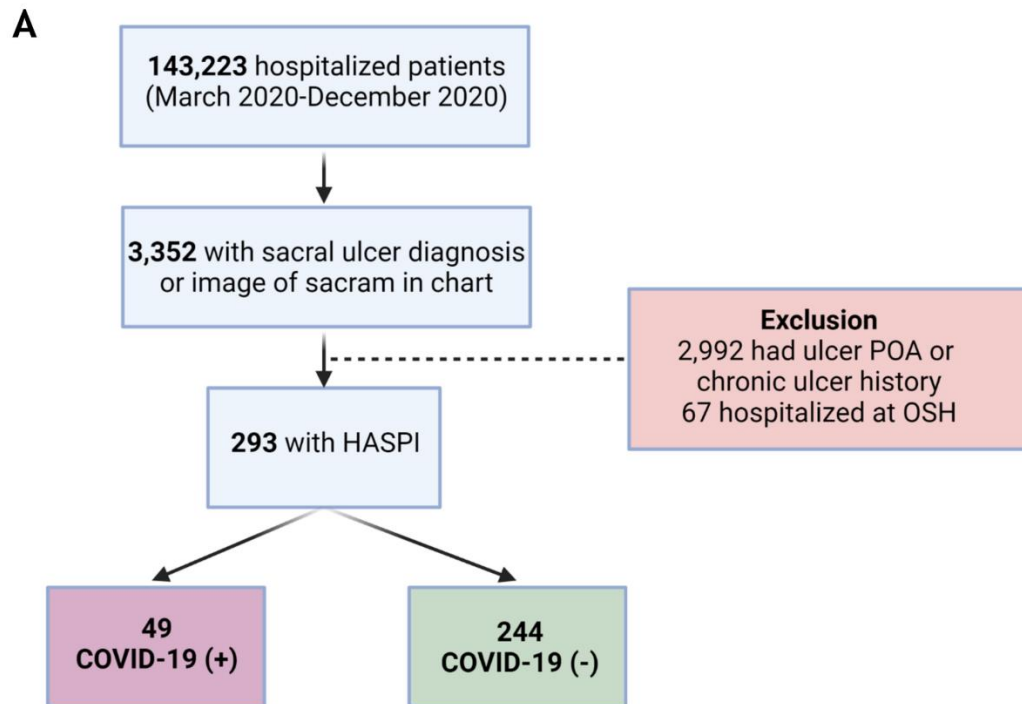 A
143,223 hospitalized patients
(March 2020-December 2020)
3,352 with sacral ulcer diagnosis
or image of sacram in chart
Exclusion
2,992 had ulcer POA or
chronic ulcer history
67 hospitalized at OSH
293 with HASPI
49
COVID-19 (+)
244
COVID-19 (-)